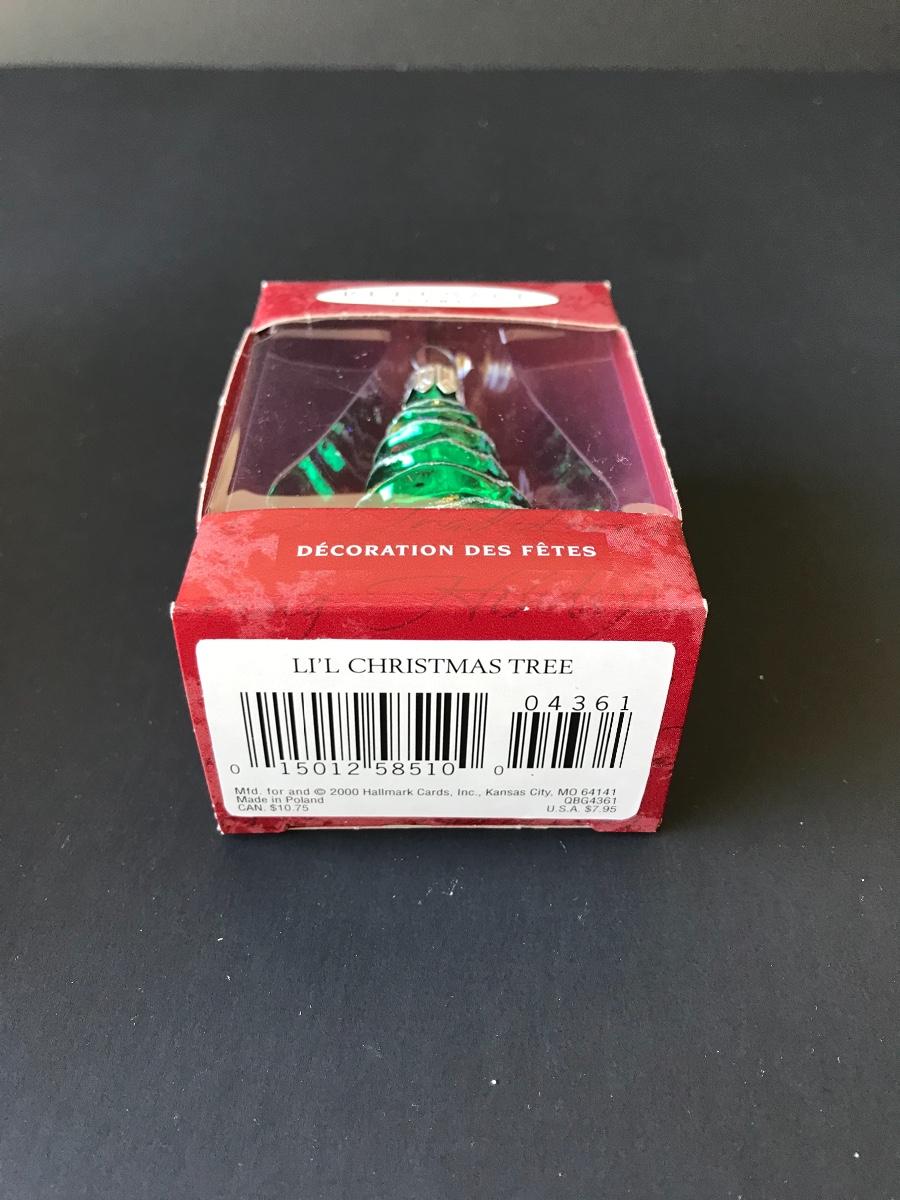 DÉCORATION DES FÊTES
LI'L CHRISTMAS TREE
04361
0 15012 58510 0
Mfd. for and © 2000 Hallmark Cards, Inc., Kansas City, MO 64141
Made in Poland QBG4361
CAN. $10.75 U.S.A. $7.95